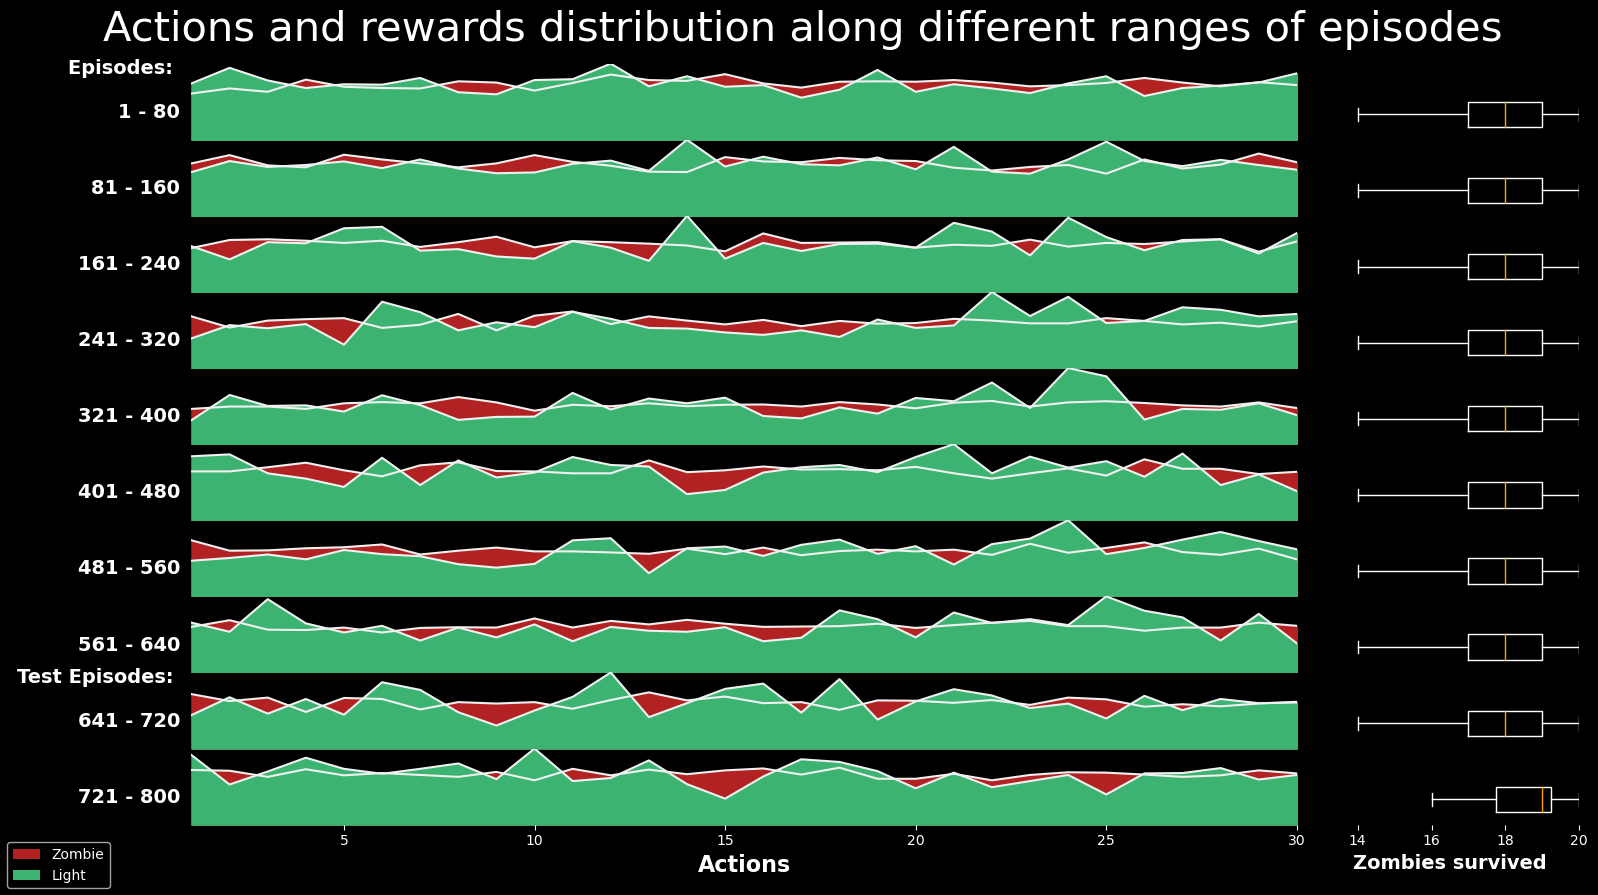 Actions and rewards distribution along different ranges of episodes
Episodes:
1 - 80
81 - 160
161 - 240
241 - 320
321 - 400
401 - 480
481 - 560
561 - 640
Test Episodes:
641 - 720
721 - 800
5 10 15 20 25 30
14 16 18 20
Actions
Zombies survived
Zombie
Light